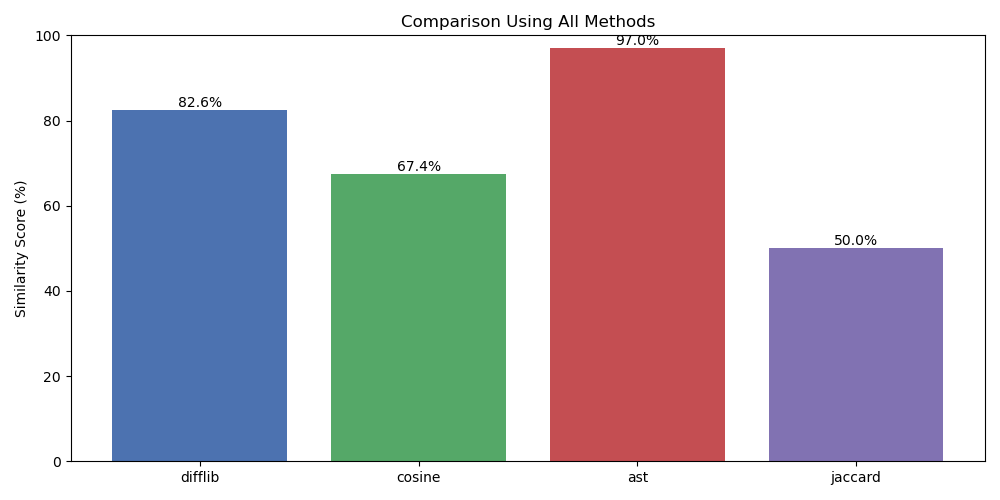 Comparison Using All Methods
Similarity Score (%)
100
80
60
40
20
0
82.6%
67.4%
97.0%
50.0%
difflib
cosine
ast
jaccard